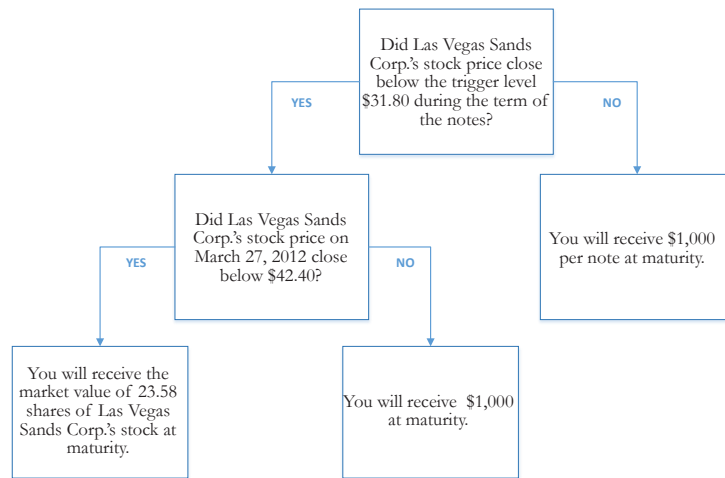 Did Las Vegas Sands
Corp.'s stock price close
below the trigger level
$31.80 during the term of
the notes?
YES
NO
Did Las Vegas Sands
Corp.'s stock price on
March 27, 2012 close
below $42.40?
You will receive $1,000
per note at maturity.
YES
NO
You will receive the
market value of 23.58
shares of Las Vegas
Sands Corp.'s stock at
maturity.
You will receive $1,000
at maturity.